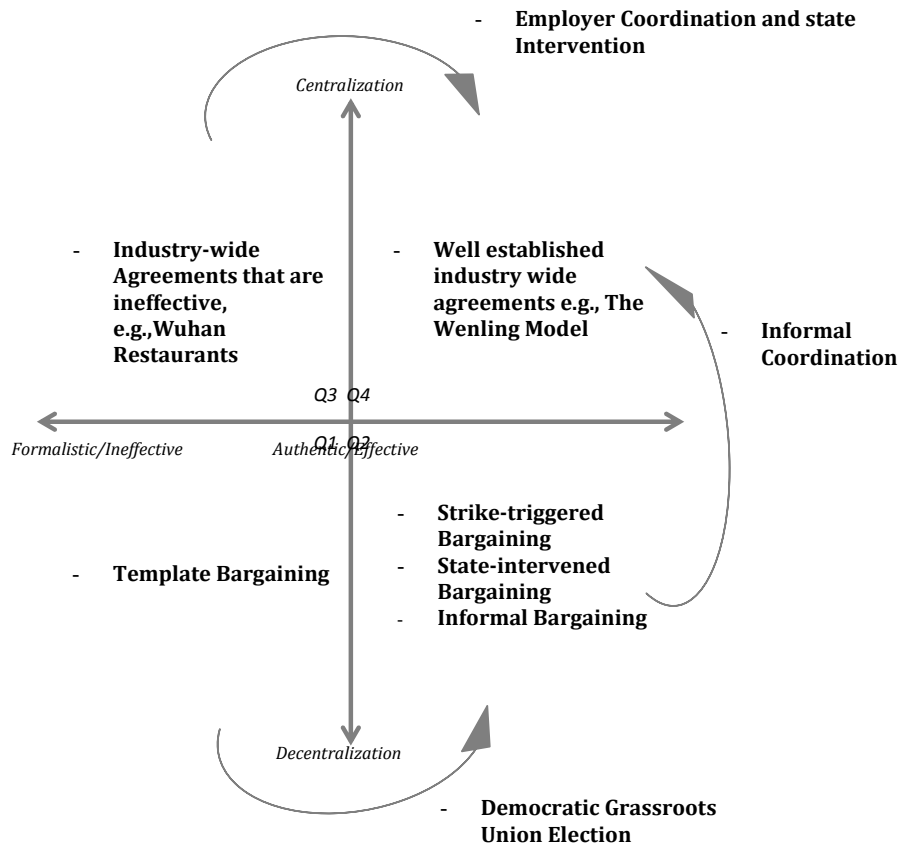 - Employer Coordination and state
Intervention
Centralization
- Industry-wide
Agreements that are
ineffective,
e.g.,Wuhan
Restaurants
- Well established
industry wide
agreements e.g., The
Wenling Model
- Informal
Coordination
Q3 Q4
Q1 Q2
Formalistic/Ineffective
Authentic/Effective
- Template Bargaining
- Strike-triggered
Bargaining
- State-intervened
Bargaining
- Informal Bargaining
Decentralization
- Democratic Grassroots
Union Election